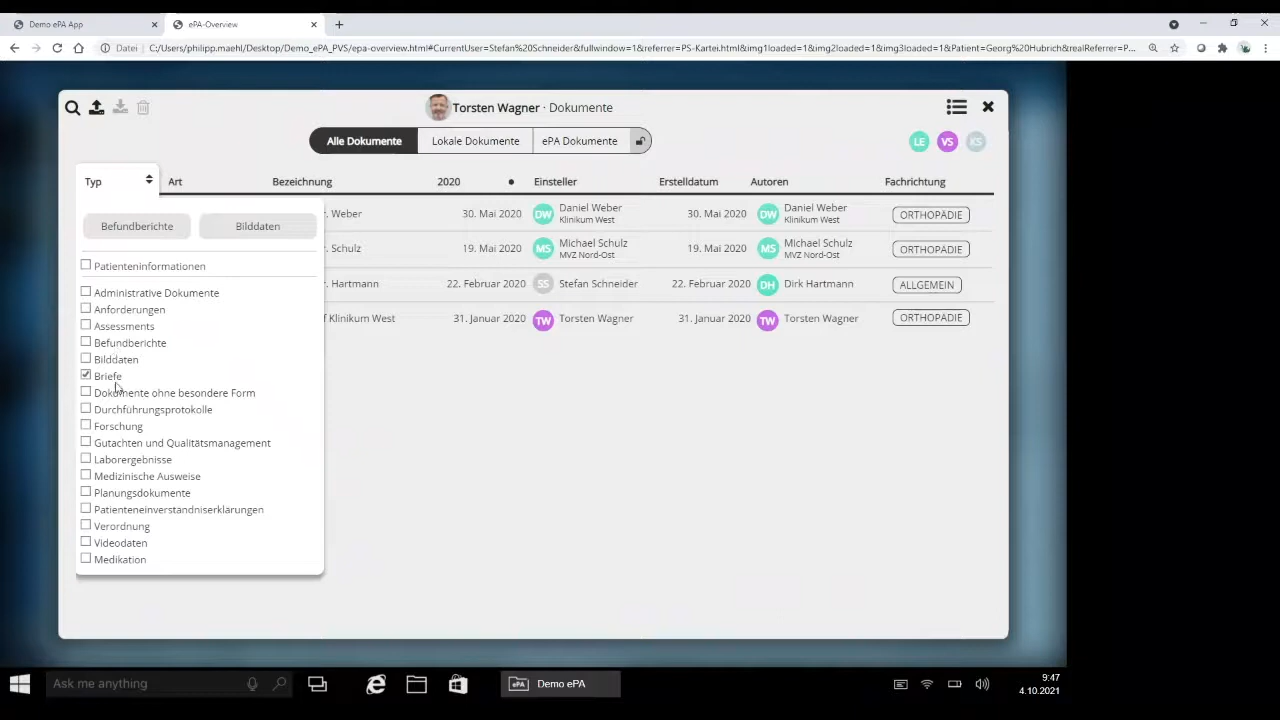 Demo ePA App
ePA-Overview
Datei
C:/Users/philipp.maehl/Desktop/Demo_ePA_PVS/epa-overview.html#CurrentUser=Stefan%20Schneider&fullwindow=1&referrer=PS-Kartei.html&img1loaded=1&img2loaded=1&img3loaded=1&Patient=Georg%20Hubrich&realReferrer=P...
Torsten Wagner · Dokumente
Alle Dokumente Lokale Dokumente ePA Dokumente
LE VS KS
Typ Art Bezeichnung 2020 Einsteller Erstelldatum Autoren Fachrichtung
Befundberichte Bilddaten
r. Weber 30. Mai 2020 DW Daniel Weber Klinikum West 30. Mai 2020 DW Daniel Weber Klinikum West ORTHOPÄDIE
r. Schulz 19. Mai 2020 MS Michael Schulz MVZ Nord-Ost 19. Mai 2020 MS Michael Schulz MVZ Nord-Ost ORTHOPÄDIE
r. Hartmann 22. Februar 2020 SS Stefan Schneider 22. Februar 2020 DH Dirk Hartmann ALLGEMEIN
f Klinikum West 31. Januar 2020 TW Torsten Wagner 31. Januar 2020 TW Torsten Wagner ORTHOPÄDIE
Patienteninformationen
Administrative Dokumente
Anforderungen
Assessments
Befundberichte
Bilddaten
Briefe
Dokumente ohne besondere Form
Durchführungsprotokolle
Forschung
Gutachten und Qualitätsmanagement
Laborergebnisse
Medizinische Ausweise
Planungsdokumente
Patienteneinverständniserklärungen
Verordnung
Videodaten
Medikation
Ask me anything
ePA Demo ePA
9:47
4.10.2021